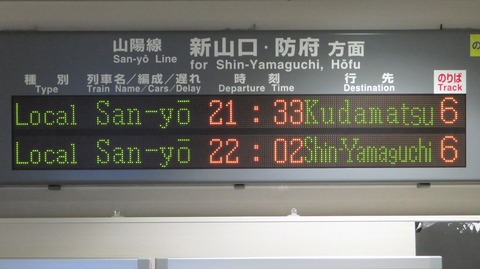 山陽線 新山口・防府 方面
San-yō Line for Shin-Yamaguchi, Hōfu
種別 列車名/編成/遅れ 時刻 行先 のりば
Type Train Name/Cars/Delay Departure Time Destination Track
Local San-yō 21:33 Kudamatsu 6
Local San-yō 22:02 Shin-Yamaguchi 6